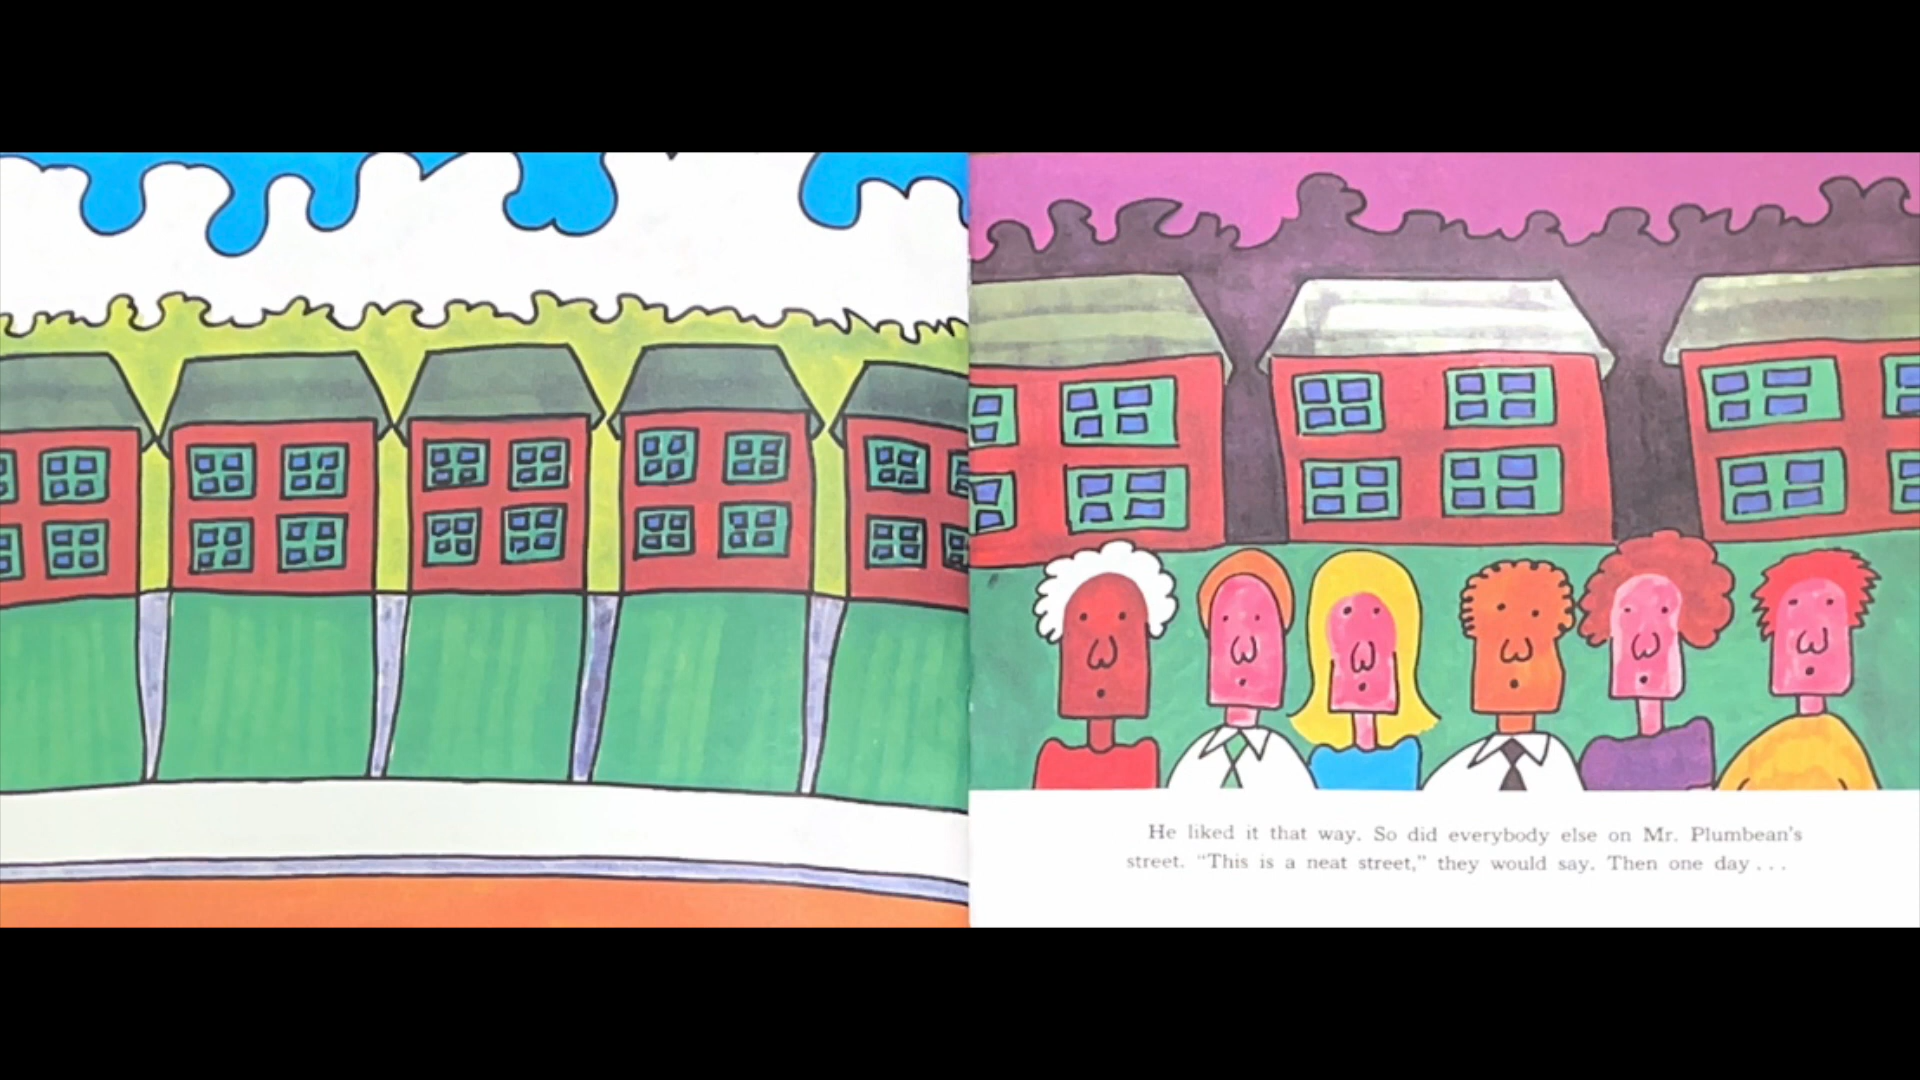 He liked it that way. So did everybody else on Mr. Plumbean's
street. “This is a neat street,” they would say. Then one day . . .